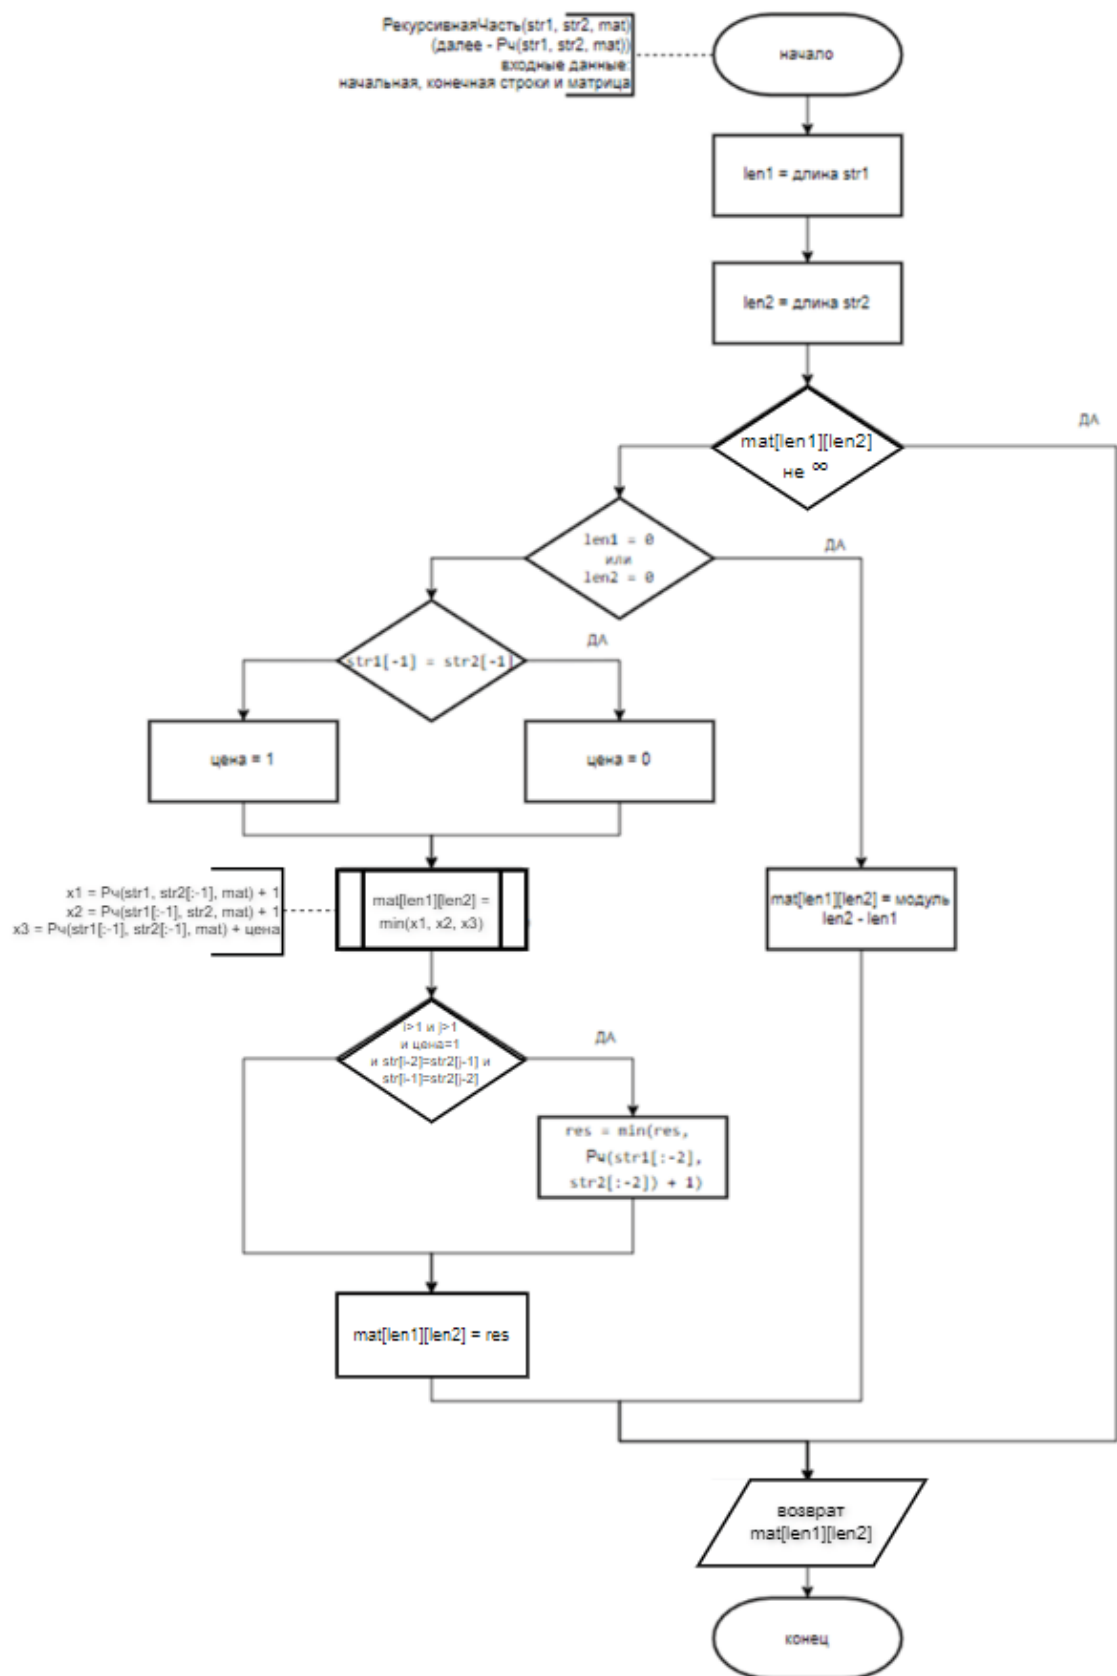 РекурсивнаяЧасть(str1, str2, mat)
(далее - Рч(str1, str2, mat))
входные данные:
начальная, конечная строки и матрица
начало
len1 = длина str1
len2 = длина str2
mat[len1][len2]
не ∞
ДА
len1 = 0
или
len2 = 0
ДА
str1[-1] = str2[-1]
ДА
цена = 1
цена = 0
x1 = Рч(str1, str2[:-1], mat) + 1
x2 = Рч(str1[:-1], str2, mat) + 1
x3 = Рч(str1[:-1], str2[:-1], mat) + цена
mat[len1][len2] =
min(x1, x2, x3)
mat[len1][len2] = модуль
len2 - len1
i>1 и j>1
и цена=1
и str[i-2]=str2[j-1] и
str[i-1]=str2[j-2]
ДА
res = min(res,
Рч(str1[:-2],
str2[:-2]) + 1)
mat[len1][len2] = res
возврат
mat[len1][len2]
конец